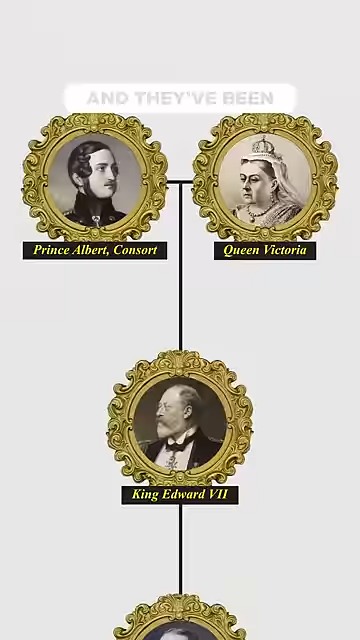 AND THEY'VE BEEN
Prince Albert, Consort
Queen Victoria
King Edward VII